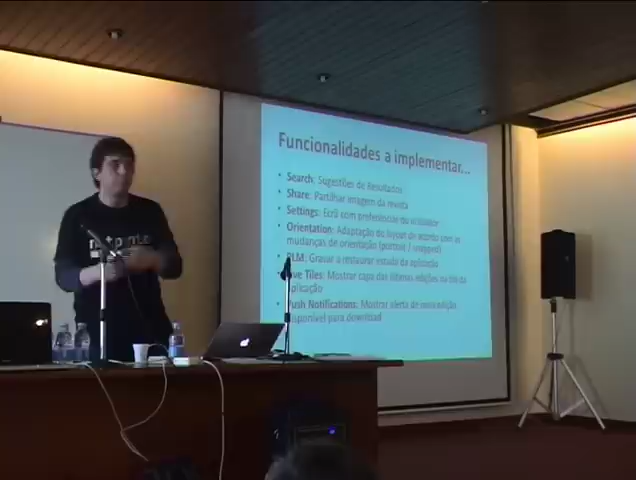 Funcionalidades a implementar...
• Search: Sugestões de Resultados
• Share: Partilhar imagem da revista
• Settings: Ecrã com preferências do utilizador
• Orientation: Adaptação do layout de acordo com as
mudanças de orientação (portrait / snapped)
PLM: Gravar e restaurar estado da aplicação
Live Tiles: Mostrar capa das últimas edições na tile da
aplicação
Push Notifications: Mostrar alerta de nova edição
disponível para download